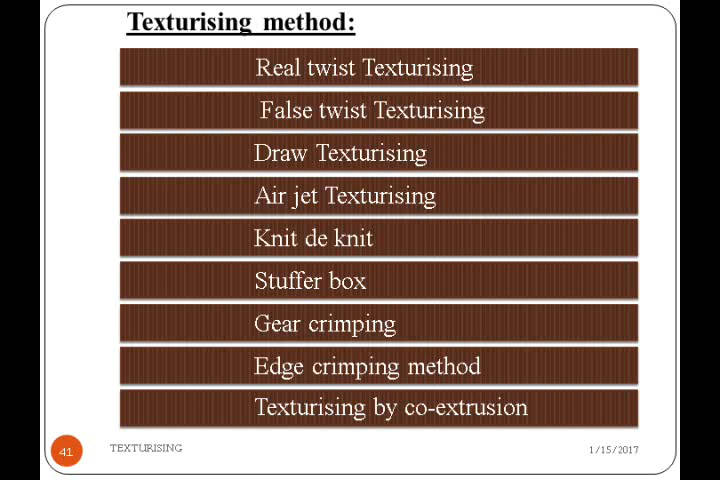 Texturising method:
Real twist Texturising
False twist Texturising
Draw Texturising
Air jet Texturising
Knit de knit
Stuffer box
Gear crimping
Edge crimping method
Texturising by co-extrusion
41 TEXTURISING 1/15/2017